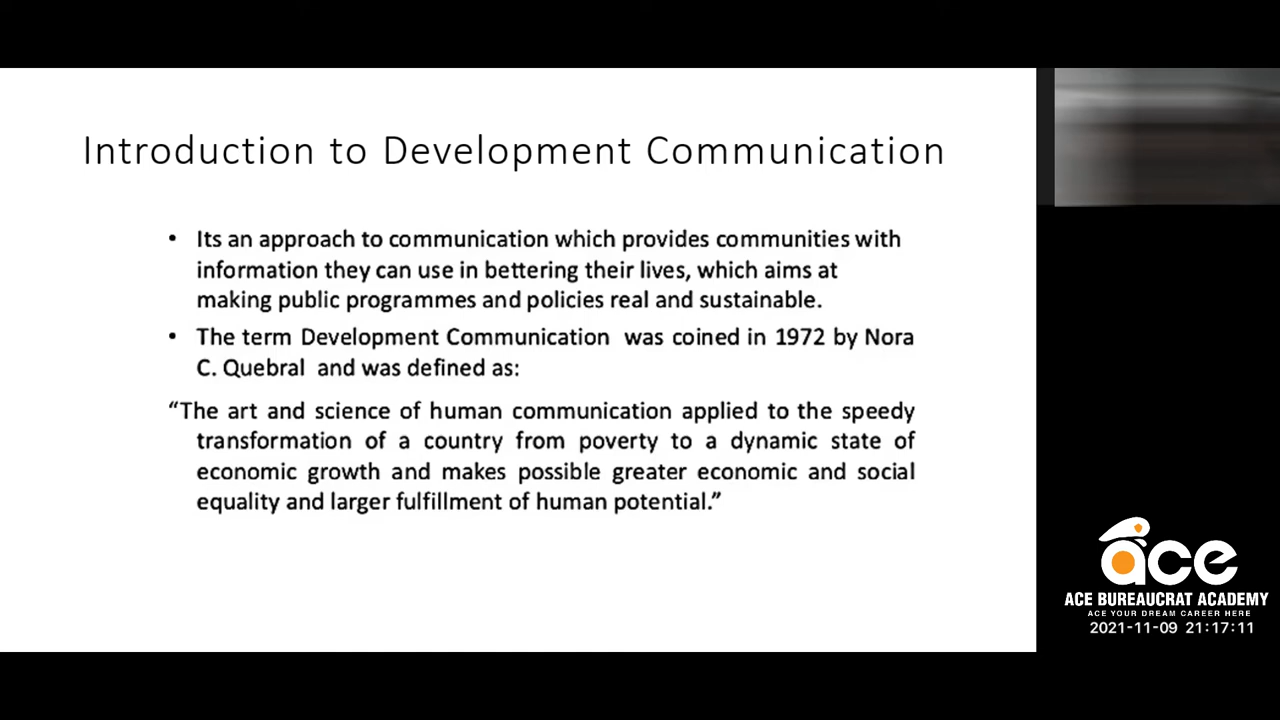 Introduction to Development Communication
• Its an approach to communication which provides communities with
information they can use in bettering their lives, which aims at
making public programmes and policies real and sustainable.
• The term Development Communication was coined in 1972 by Nora
C. Quebral and was defined as:
“The art and science of human communication applied to the speedy
transformation of a country from poverty to a dynamic state of
economic growth and makes possible greater economic and social
equality and larger fulfillment of human potential.”
ace
ACE BUREAUCRAT ACADEMY
ACE YOUR DREAM CAREER HERE
2021-11-09 21:17:11